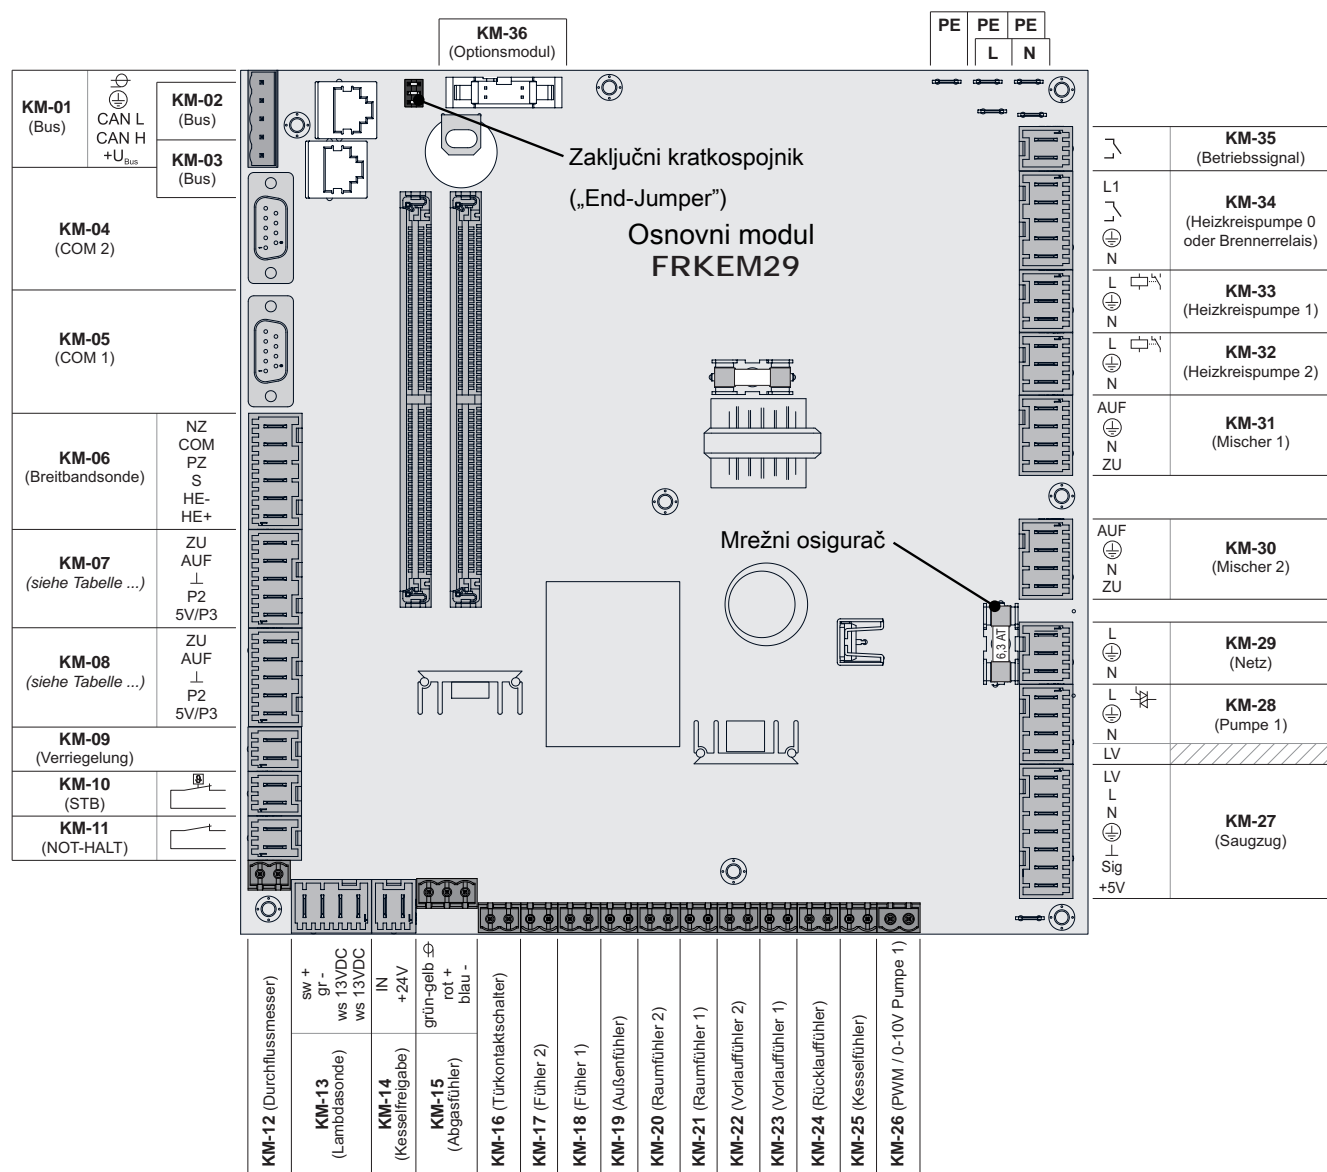 KM-36
(Optionsmodul)
PE PE PE
L N
KM-01
(Bus)
CAN L
CAN H
+UBus
KM-02
(Bus)
KM-03
(Bus)
KM-04
(COM 2)
KM-05
(COM 1)
KM-06
(Breitbandsonde)
NZ
COM
PZ
S
HE-
HE+
KM-07
(siehe Tabelle ...)
ZU
AUF
P2
5V/P3
KM-08
(siehe Tabelle ...)
ZU
AUF
P2
5V/P3
KM-09
(Verriegelung)
KM-10
(STB)
KM-11
(NOT-HALT)
Zaključni kratkospojnik
(„End-Jumper”)
Osnovni modul
FRKEM29
Mrežni osigurač
6,3 AT
KM-35
(Betriebssignal)
L1
N
KM-34
(Heizkreispumpe 0
oder Brennerrelais)
L
N
KM-33
(Heizkreispumpe 1)
L
N
KM-32
(Heizkreispumpe 2)
AUF
N
ZU
KM-31
(Mischer 1)
AUF
N
ZU
KM-30
(Mischer 2)
L
N
KM-29
(Netz)
L
N
LV
KM-28
(Pumpe 1)
LV
L
N
Sig
+5V
KM-27
(Saugzug)
KM-12 (Durchflussmesser)
sw +
gr -
ws 13VDC
ws 13VDC
KM-13
(Lambdasonde)
IN
+24V
KM-14
(Kesselfreigabe)
grün-gelb
rot +
blau -
KM-15
(Abgasfühler)
KM-16 (Türkontaktschalter)
KM-17 (Fühler 2)
KM-18 (Fühler 1)
KM-19 (Außenfühler)
KM-20 (Raumfühler 2)
KM-21 (Raumfühler 1)
KM-22 (Vorlauffühler 2)
KM-23 (Vorlauffühler 1)
KM-24 (Rücklauffühler)
KM-25 (Kesselfühler)
KM-26 (PWM / 0-10V Pumpe 1)